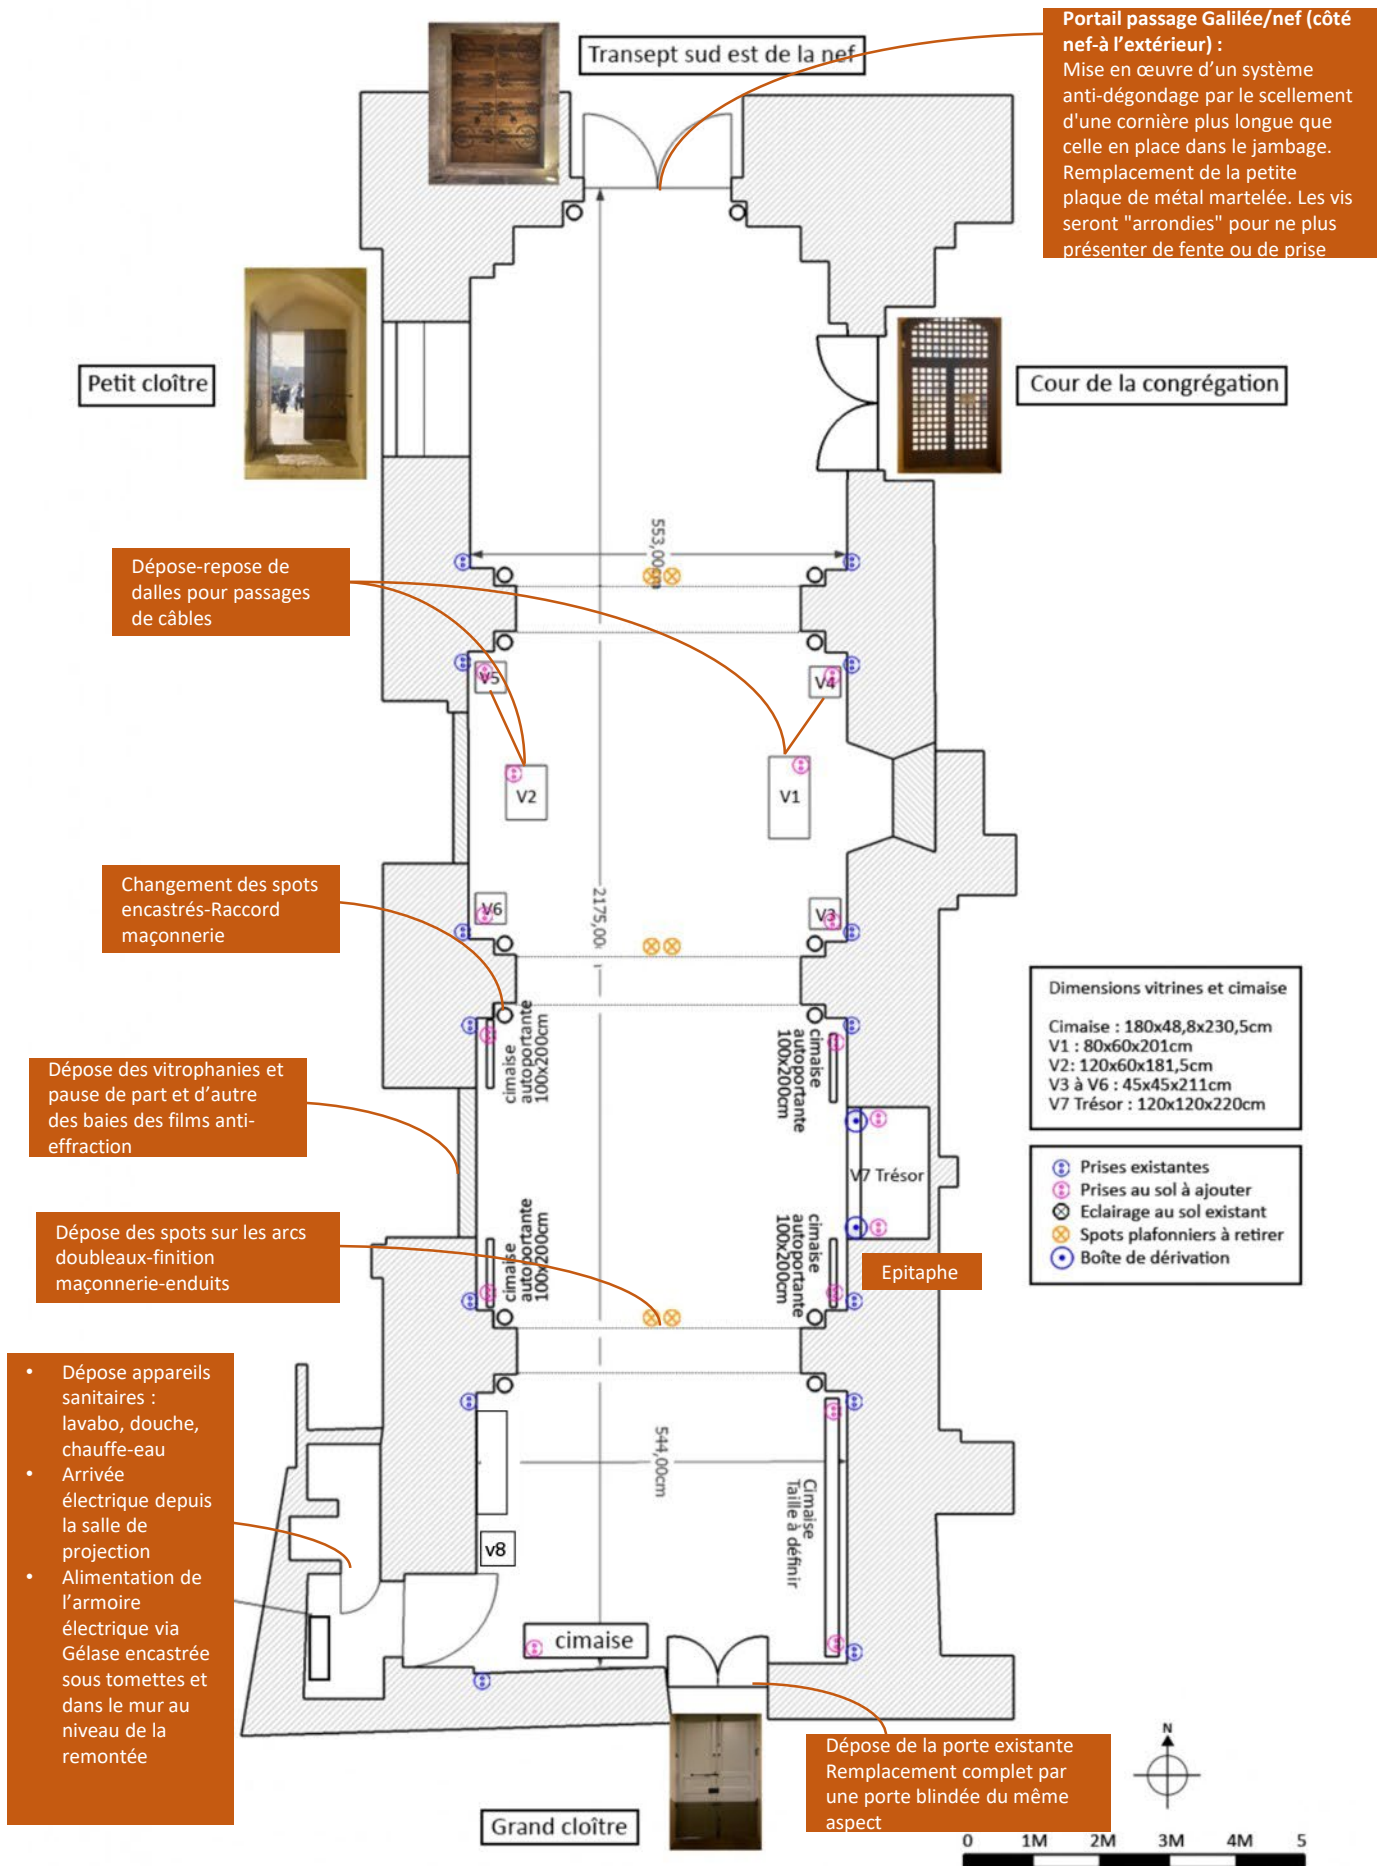 Portail passage Galilée/nef (côté
nef-à l'extérieur) :
Mise en œuvre d'un système
anti-dégondage par le scellement
d'une cornière plus longue que
celle en place dans le jambage.
Remplacement de la petite
plaque de métal martelée. Les vis
seront "arrondies" pour ne plus
présenter de fente ou de prise
Transept sud est de la nef
Petit cloître
Cour de la congrégation
553,00cm
Dépose-repose de
dalles pour passages
de câbles
V5
V4
V2
V1
Changement des spots
encastrés-Raccord
maçonnerie
V6
V3
2175,00
Dimensions vitrines et cimaise
Cimaise : 180x48,8x230,5cm
V1 : 80x60x201cm
V2: 120x60x181,5cm
V3 à V6 : 45x45x211cm
V7 Trésor : 120x120x220cm
cimaise
autoportante
100x200cm
cimaise
autoportante
100x200cm
Dépose des vitrophanies et
pause de part et d'autre
des baies des films anti-
effraction
V7 Trésor
Prises existantes
Prises au sol à ajouter
Eclairage au sol existant
Spots plafonniers à retirer
Boîte de dérivation
Dépose des spots sur les arcs
doubleaux-finition
maçonnerie-enduits
cimaise
autoportante
100x200cm
cimaise
autoportante
100x200cm
Epitaphe
• Dépose appareils
sanitaires :
lavabo, douche,
chauffe-eau
• Arrivée
électrique depuis
la salle de
projection
• Alimentation de
l'armoire
électrique via
Gélase encastrée
sous tomettes et
dans le mur au
niveau de la
remontée
544,00cm
Cimaise
Taille à définir
v8
cimaise
Dépose de la porte existante
Remplacement complet par
une porte blindée du même
aspect
Grand cloître
N
0 1M 2M 3M 4M 5